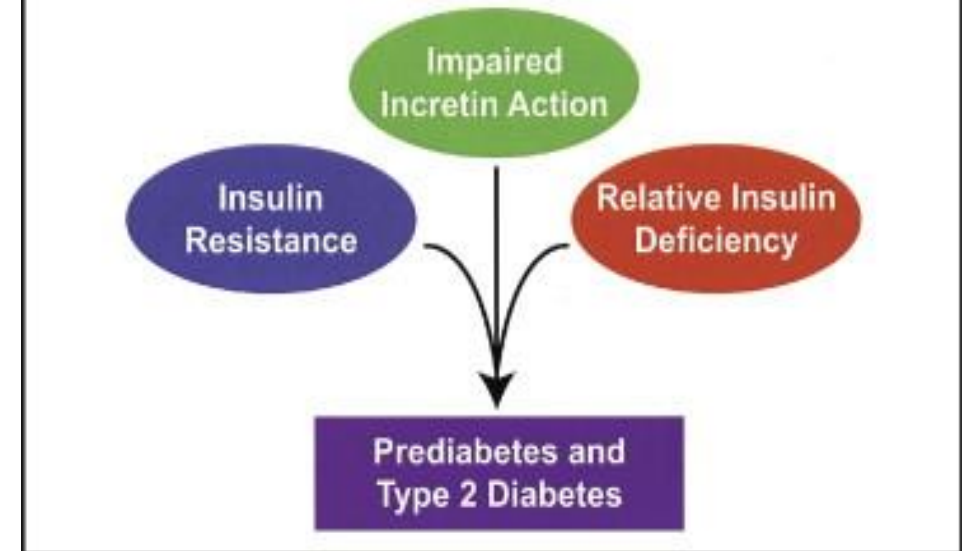 Impaired
Incretin Action
Insulin
Resistance
Relative Insulin
Deficiency
Prediabetes and
Type 2 Diabetes